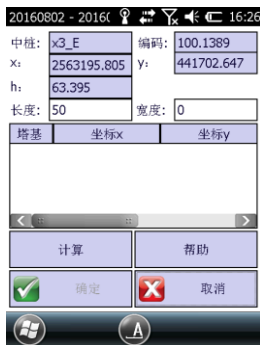 20160802 - 2016( 16:26
中桩: x3_E 编码: 100.1389
x: 2563195.805 y: 441702.647
h: 63.395
长度: 50 宽度: 0
塔基 坐标x 坐标y
计算 帮助
确定 取消
A